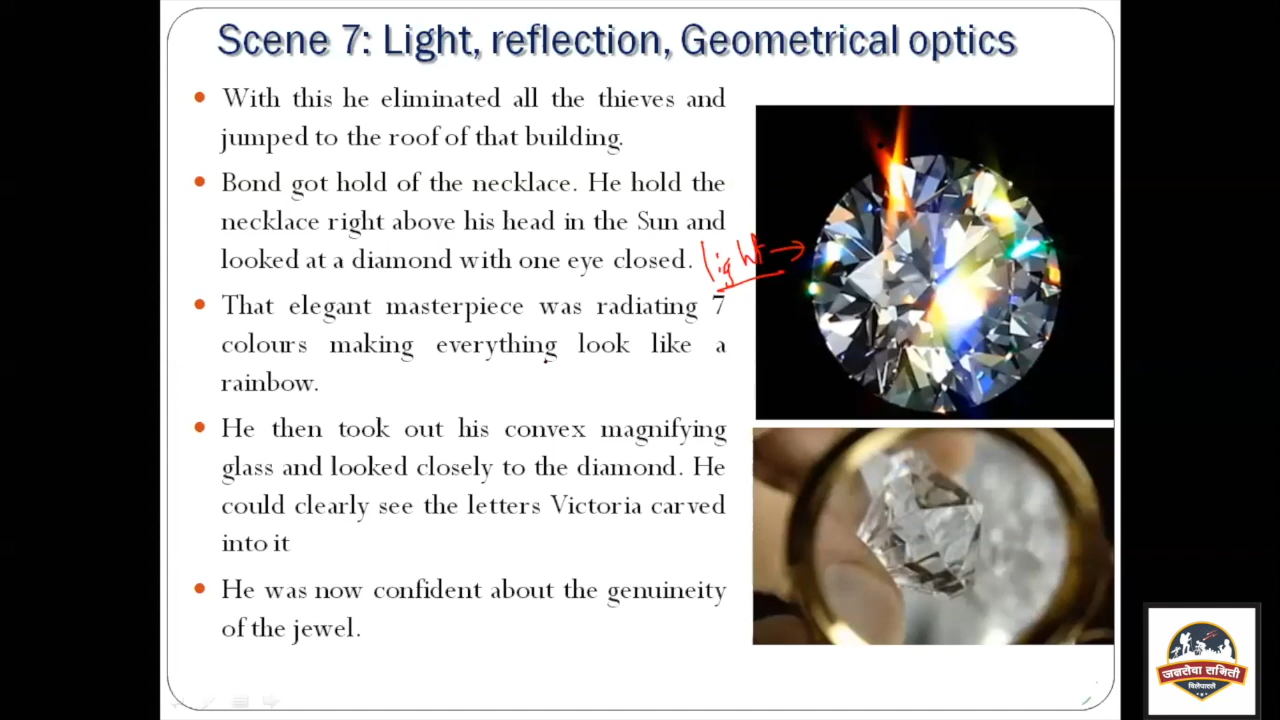 Scene 7: Light, reflection, Geometrical optics
With this he eliminated all the thieves and
jumped to the roof of that building.
Bond got hold of the necklace. He hold the
necklace right above his head in the Sun and
looked at a diamond with one eye closed.
light →
That elegant masterpiece was radiating 7
colours making everything look like a
rainbow.
He then took out his convex magnifying
glass and looked closely to the diamond. He
could clearly see the letters Victoria carved
into it
He was now confident about the genuineity
of the jewel.
जनसेवा समिती
विलेपारले